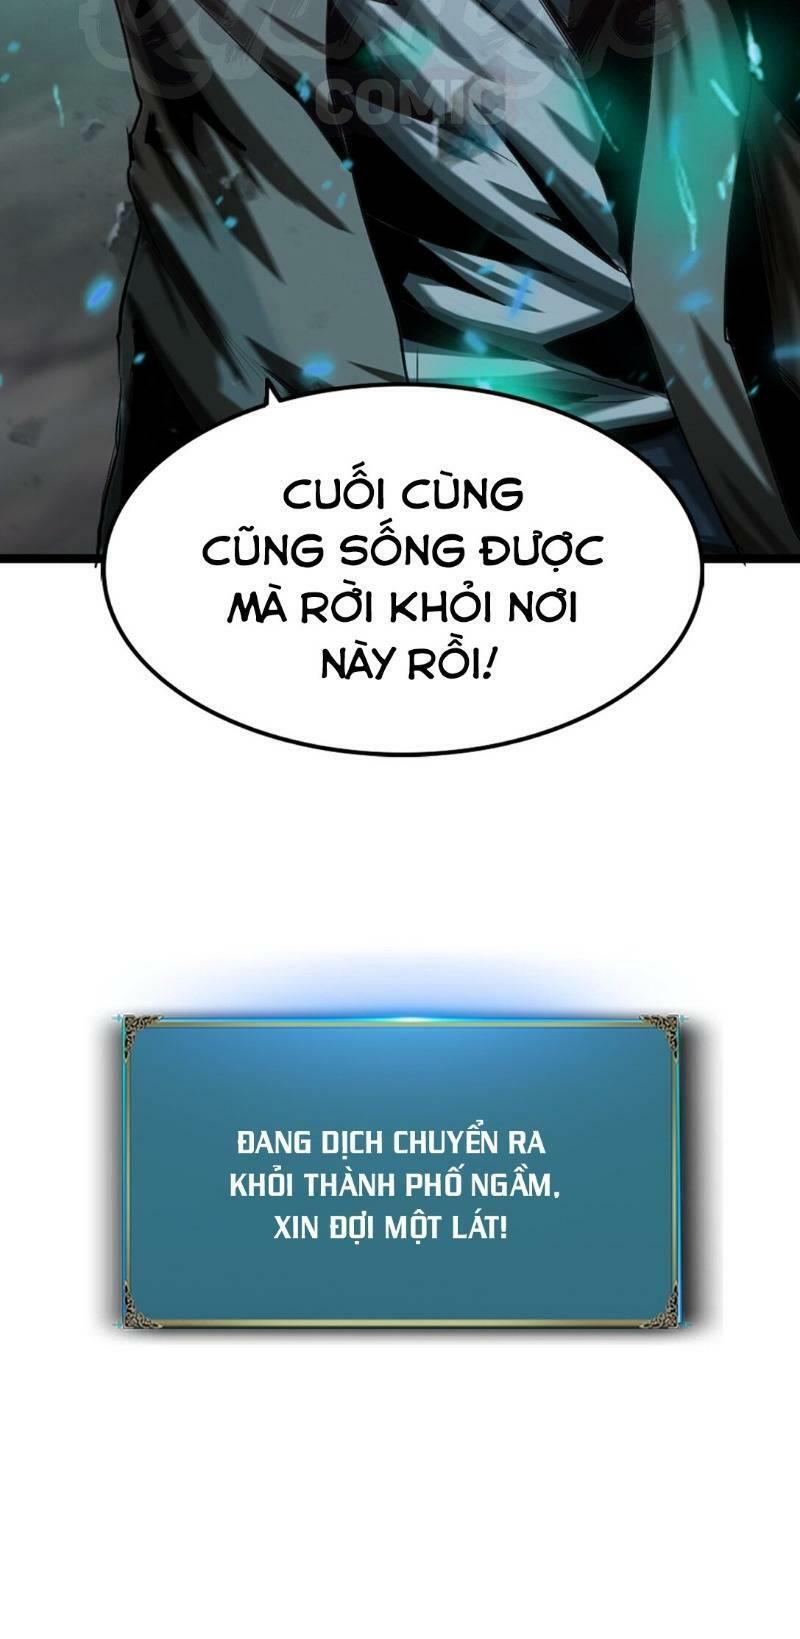 COMIC
CUỐI CÙNG
CŨNG SỐNG ĐƯỢC
MÀ RỜI KHỎI NƠI
NÀY RỒI!
ĐANG DỊCH CHUYỂN RA
KHỎI THÀNH PHỐ NGẦM,
XIN ĐỢI MỘT LÁT!